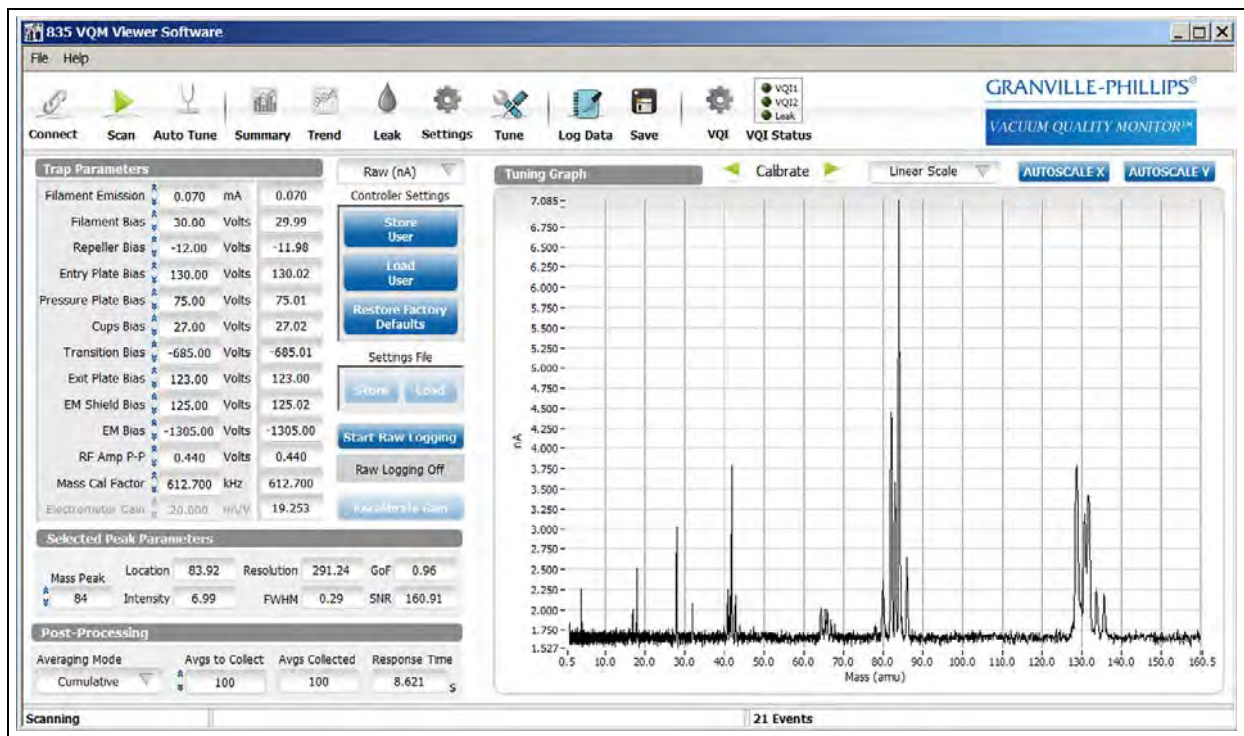 835 VQM Viewer Software
File Help
Connect Scan Auto Tune Summary Trend Leak Settings Tune Log Data Save VQI VQI Status
VQI1
VQI2
Leak
GRANVILLE-PHILLIPS®
VACUUM QUALITY MONITOR™
Trap Parameters
Filament Emission 0.070 mA 0.070
Filament Bias 30.00 Volts 29.99
Repeller Bias -12.00 Volts -11.98
Entry Plate Bias 130.00 Volts 130.02
Pressure Plate Bias 75.00 Volts 75.01
Cups Bias 27.00 Volts 27.02
Transition Bias -685.00 Volts -685.01
Exit Plate Bias 123.00 Volts 123.00
EM Shield Bias 125.00 Volts 125.02
EM Bias -1305.00 Volts -1305.00
RF Amp P-P 0.440 Volts 0.440
Mass Cal Factor 612.700 kHz 612.700
Electrometer Gain 20.000 mV/V 19.253
Raw (nA)
Controller Settings
Store
User
Load
User
Restore Factory
Defaults
Settings File
Store Load
Start Raw Logging
Raw Logging Off
Recalibrate Gain
Selected Peak Parameters
Mass Peak
84
Location 83.92 Resolution 291.24 GoF 0.96
Intensity 6.99 FWHM 0.29 SNR 160.91
Post-Processing
Averaging Mode Avgs to Collect Avgs Collected Response Time
Cumulative 100 100 8.621 s
Tuning Graph Calibrate Linear Scale AUTOSCALE X AUTOSCALE Y
7.085
6.750
6.500
6.250
6.000
5.750
5.500
5.250
5.000
4.750
4.500
4.250
4.000
3.750
3.500
3.250
3.000
2.750
2.500
2.250
2.000
1.750
1.527
nA
0.5 10.0 20.0 30.0 40.0 50.0 60.0 70.0 80.0 90.0 100.0 110.0 120.0 130.0 140.0 150.0 160.5
Mass (amu)
Scanning 21 Events